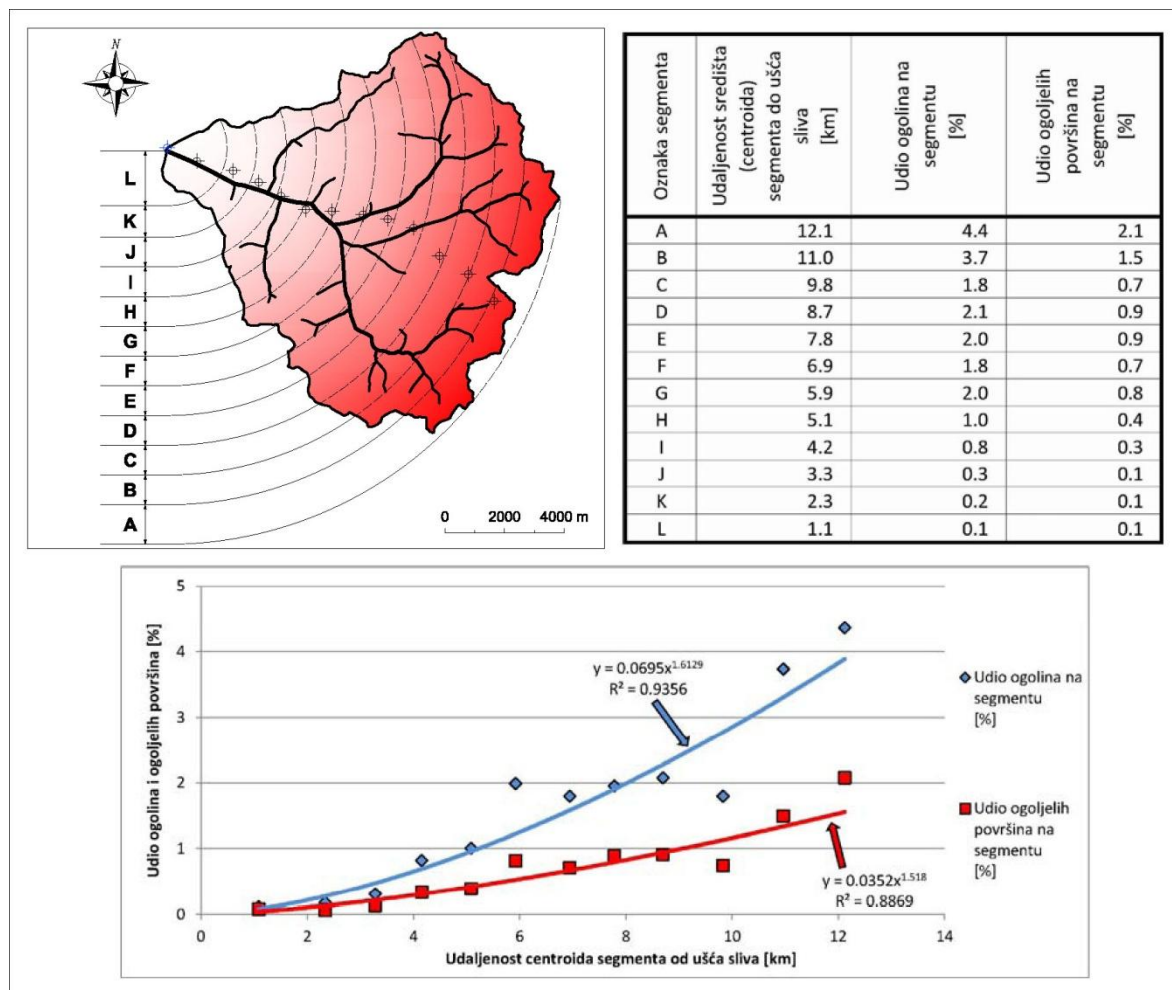 N
L
K
J
I
H
G
F
E
D
C
B
A
0 2000 4000 m
Oznaka segmenta
Udaljenost središta
(centroida)
segmenta do ušća
sliva
[km]
Udio orgolina na
segmentu
[%]
Udio ogoljelih
površina na
segmentu
[%]
A 12.1 4.4 2.1
B 11.0 3.7 1.5
C 9.8 1.8 0.7
D 8.7 2.1 0.9
E 7.8 2.0 0.9
F 6.9 1.8 0.7
G 5.9 2.0 0.8
H 5.1 1.0 0.4
I 4.2 0.8 0.3
J 3.3 0.3 0.1
K 2.3 0.2 0.1
L 1.1 0.1 0.1
Udio ogolina i ogoljelih površina [%]
5
4
3
2
1
0
y = 0.0695x^1.6129
R² = 0.9356
y = 0.0352x^1.518
R² = 0.8869
0 2 4 6 8 10 12 14
Udaljenost centroida segmenta od ušća sliva [km]
Udio ogolina na
segmentu
[%]
Udio ogoljelih
površina na
segmentu
[%]